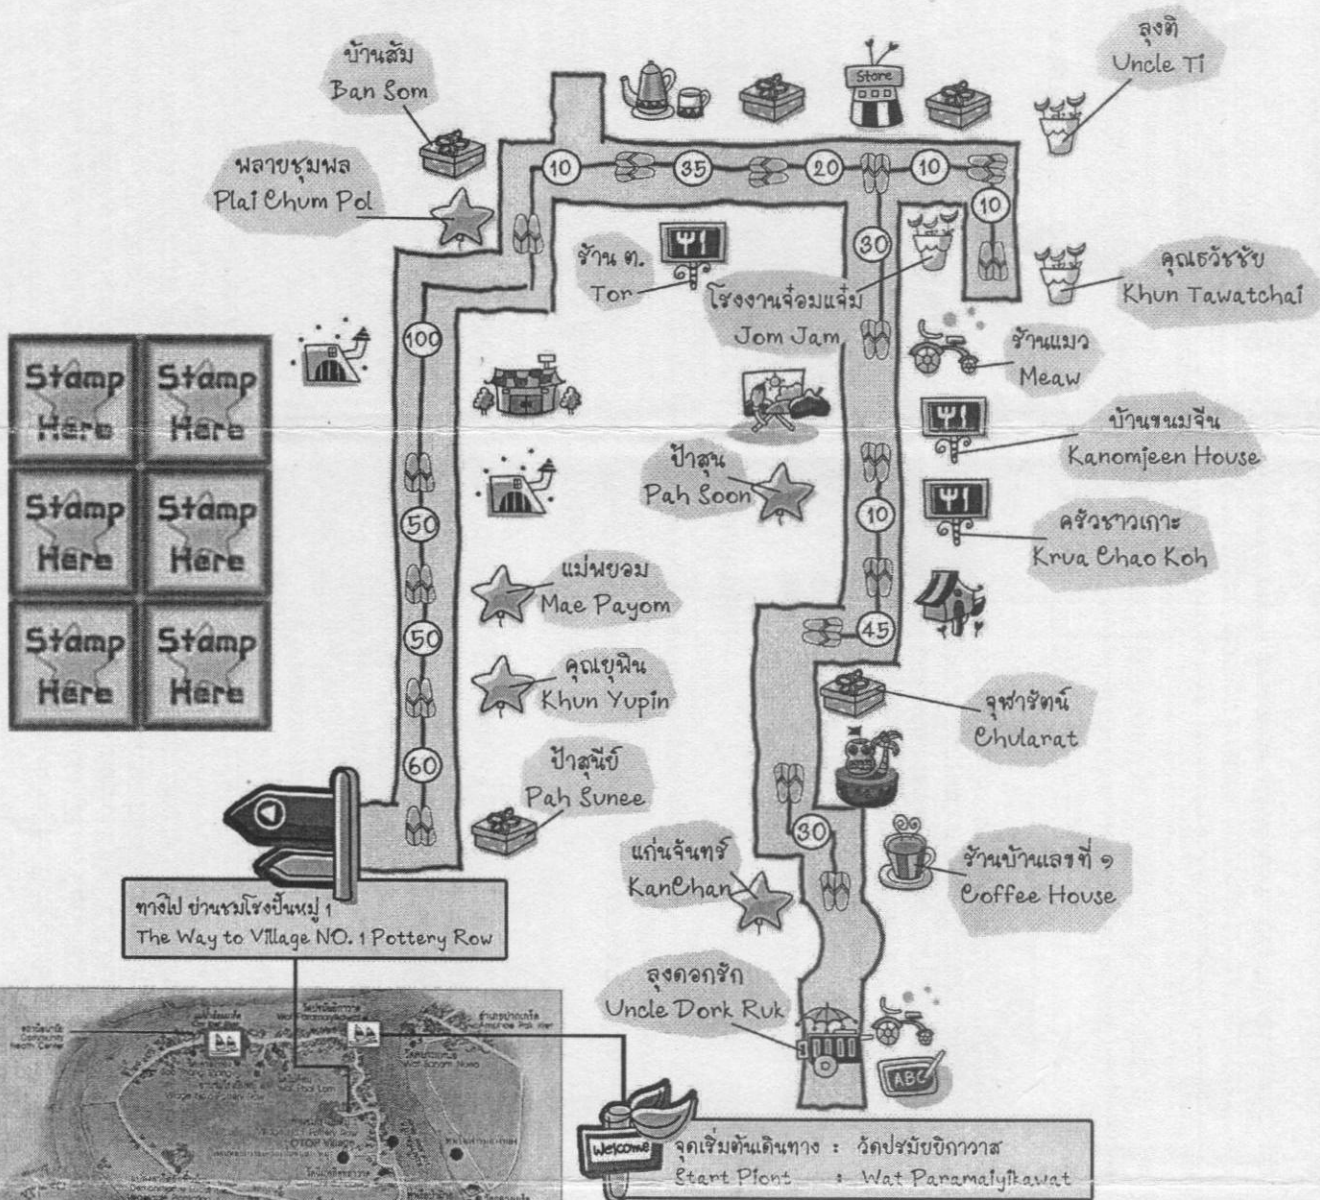 ลุงติ
Uncle Ti
บ้านส้ม
Ban Som
Store
พลายชุมพล
Plai Chum Pol
10
35
20
10
10
30
ร้าน ต.
Tor
โรงงานจ๋อมแจ๋ม
Jom Jam
คุณธวัชชัย
Khun Tawatchai
100
ร้านแมว
Meaw
Stamp Here
Stamp Here
บ้านขนมจีน
Kanomjeen House
ป้าสุน
Pah Soon
Stamp Here
Stamp Here
50
10
ครัวชาวเกาะ
Krua Chao Koh
แม่พยอม
Mae Payom
Stamp Here
Stamp Here
50
45
คุณยุพิน
Khun Yupin
จุฬารัตน์
Chularat
60
ป้าสุนีย์
Pah Sunee
30
แก่นจันทร์
KanChan
ร้านบ้านเลขที่ ๑
Coffee House
ทางไป ย่านชมโรงปั้นหมู่ 1
The Way to Village NO. 1 Pottery Row
ลุงดอกรัก
Uncle Dork Ruk
ABC
OTOP Village
Welcome
จุดเริ่มต้นเดินทาง : วัดปรมัยยิกาวาส
Start Piont : Wat Paramaiyikawat